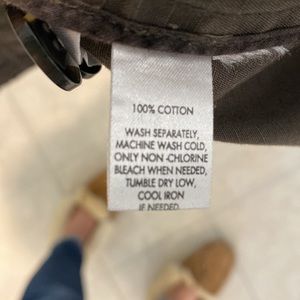 100% COTTON
WASH SEPARATELY,
MACHINE WASH COLD,
ONLY NON -CHLORINE
BLEACH WHEN NEEDED,
TUMBLE DRY LOW,
COOL IRON
IF NEEDED